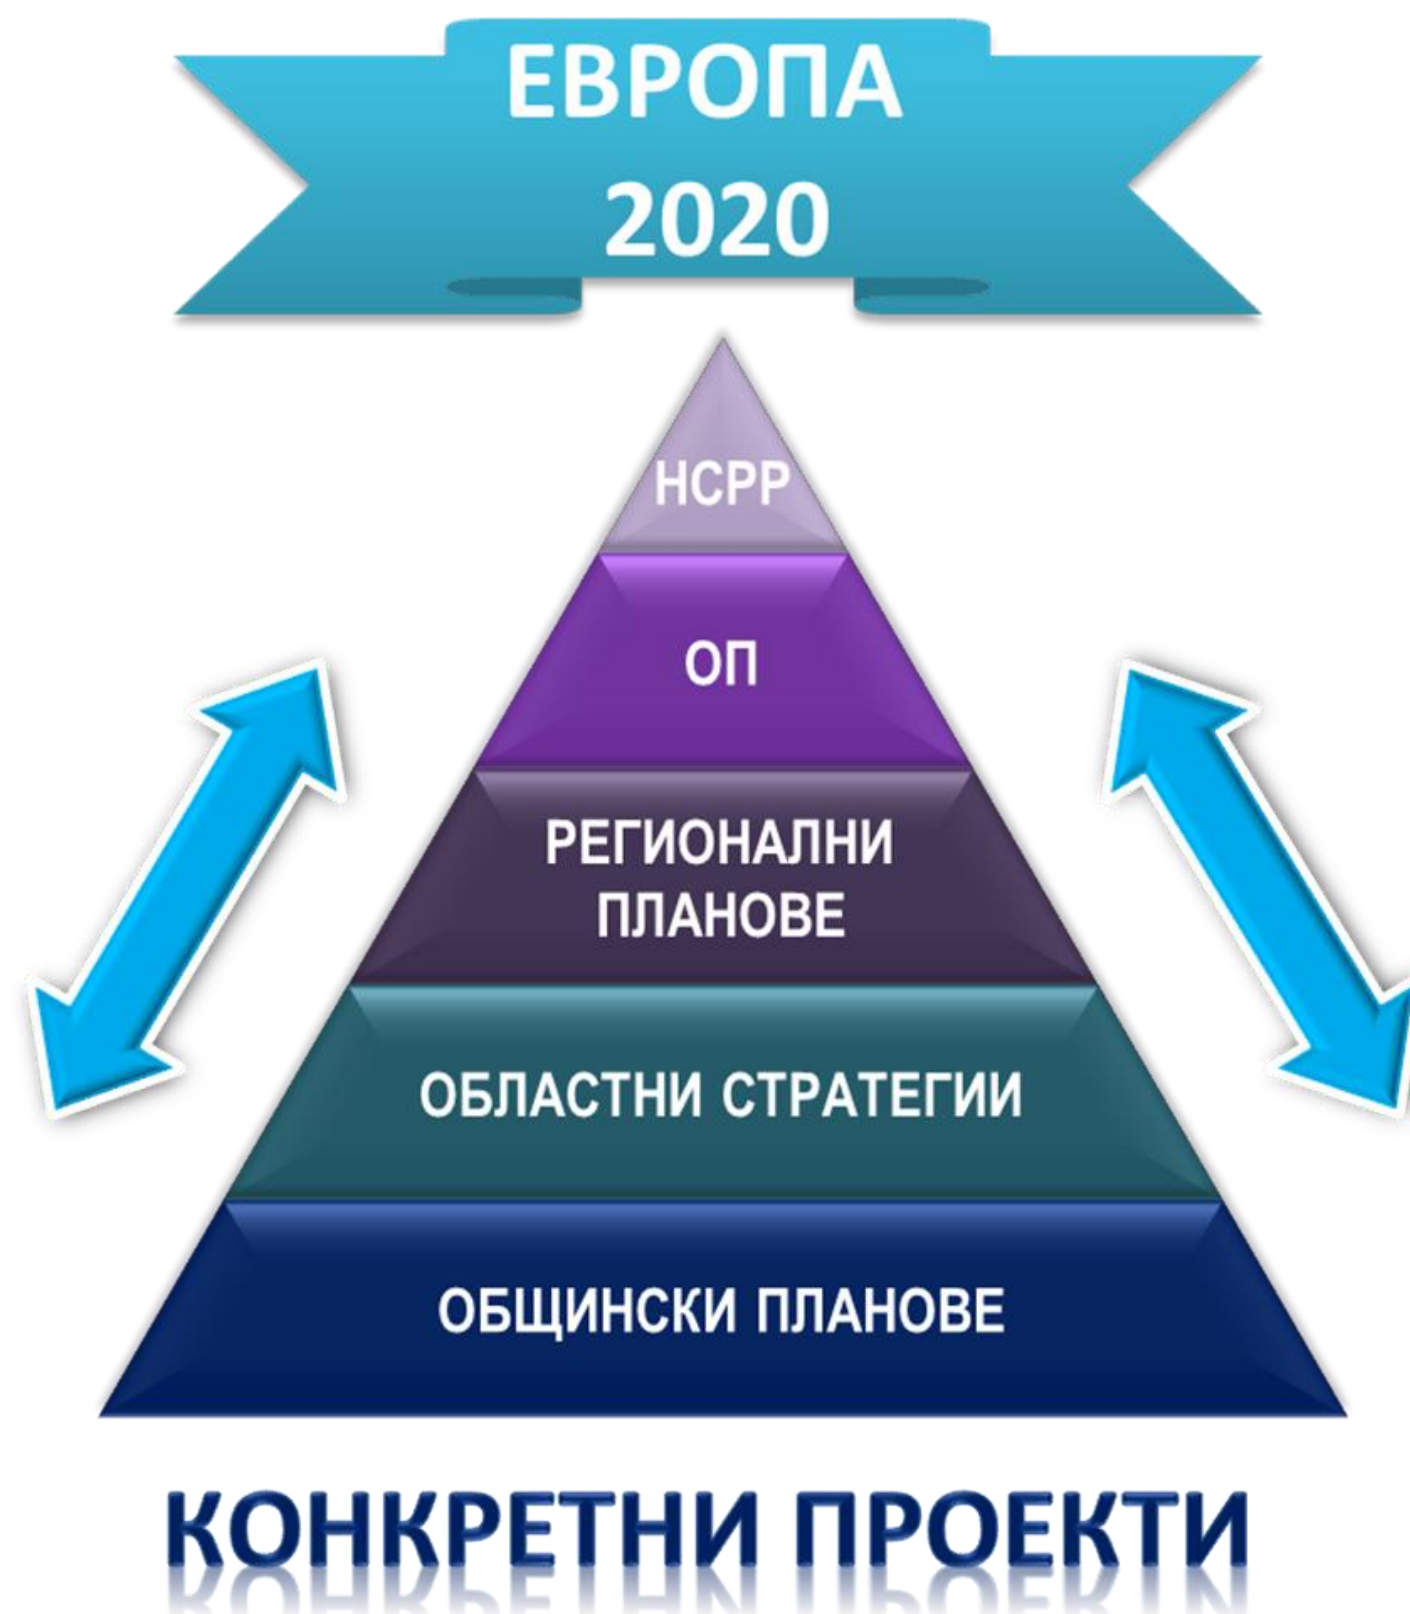 ЕВРОПА
2020
НСРР
ОП
РЕГИОНАЛНИ
ПЛАНОВЕ
ОБЛАСТНИ СТРАТЕГИИ
ОБЩИНСКИ ПЛАНОВЕ
КОНКРЕТНИ ПРОЕКТИ